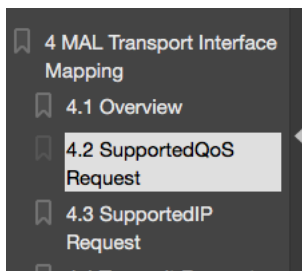 4 MAL Transport Interface
Mapping
4.1 Overview
4.2 SupportedQoS
Request
4.3 SupportedIP
Request